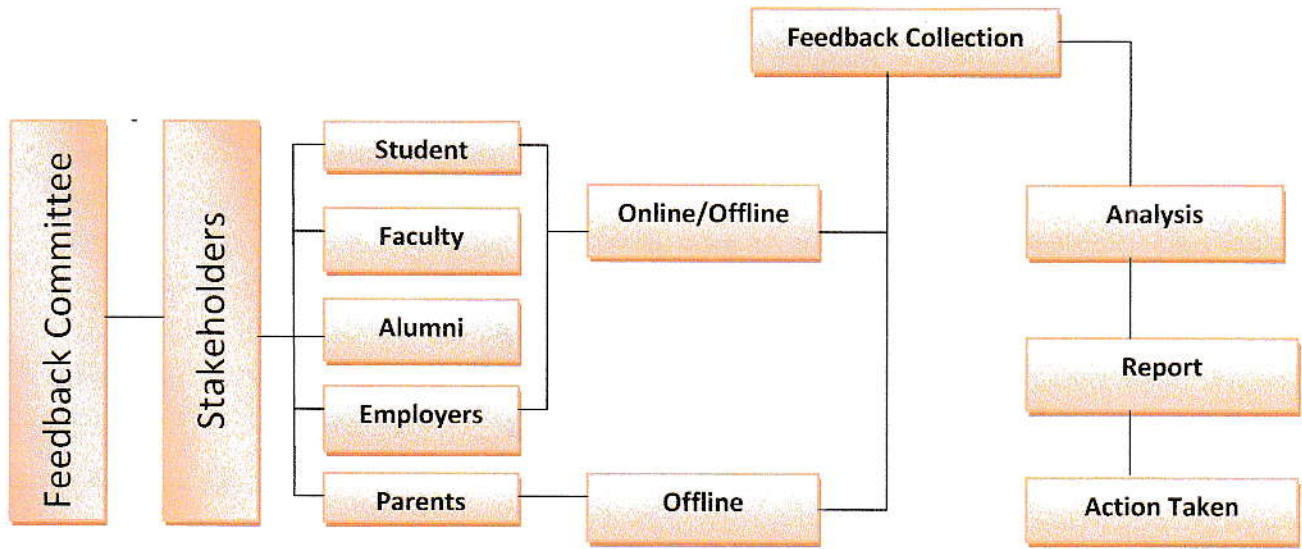 Feedback Committee
Stakeholders
Student
Faculty
Alumni
Employers
Parents
Online/Offline
Offline
Feedback Collection
Analysis
Report
Action Taken